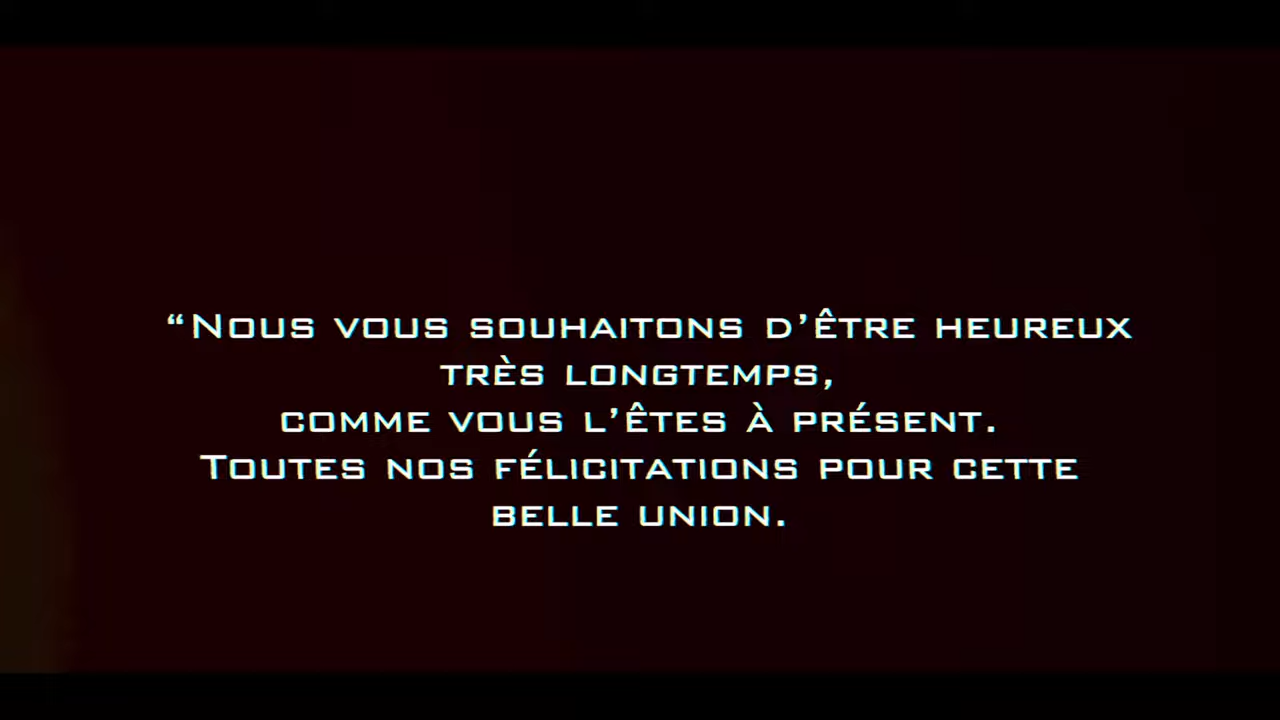 “Nous vous souhaitons d’être heureux
très longtemps,
comme vous l’êtes à présent.
Toutes nos félicitations pour cette
belle union.